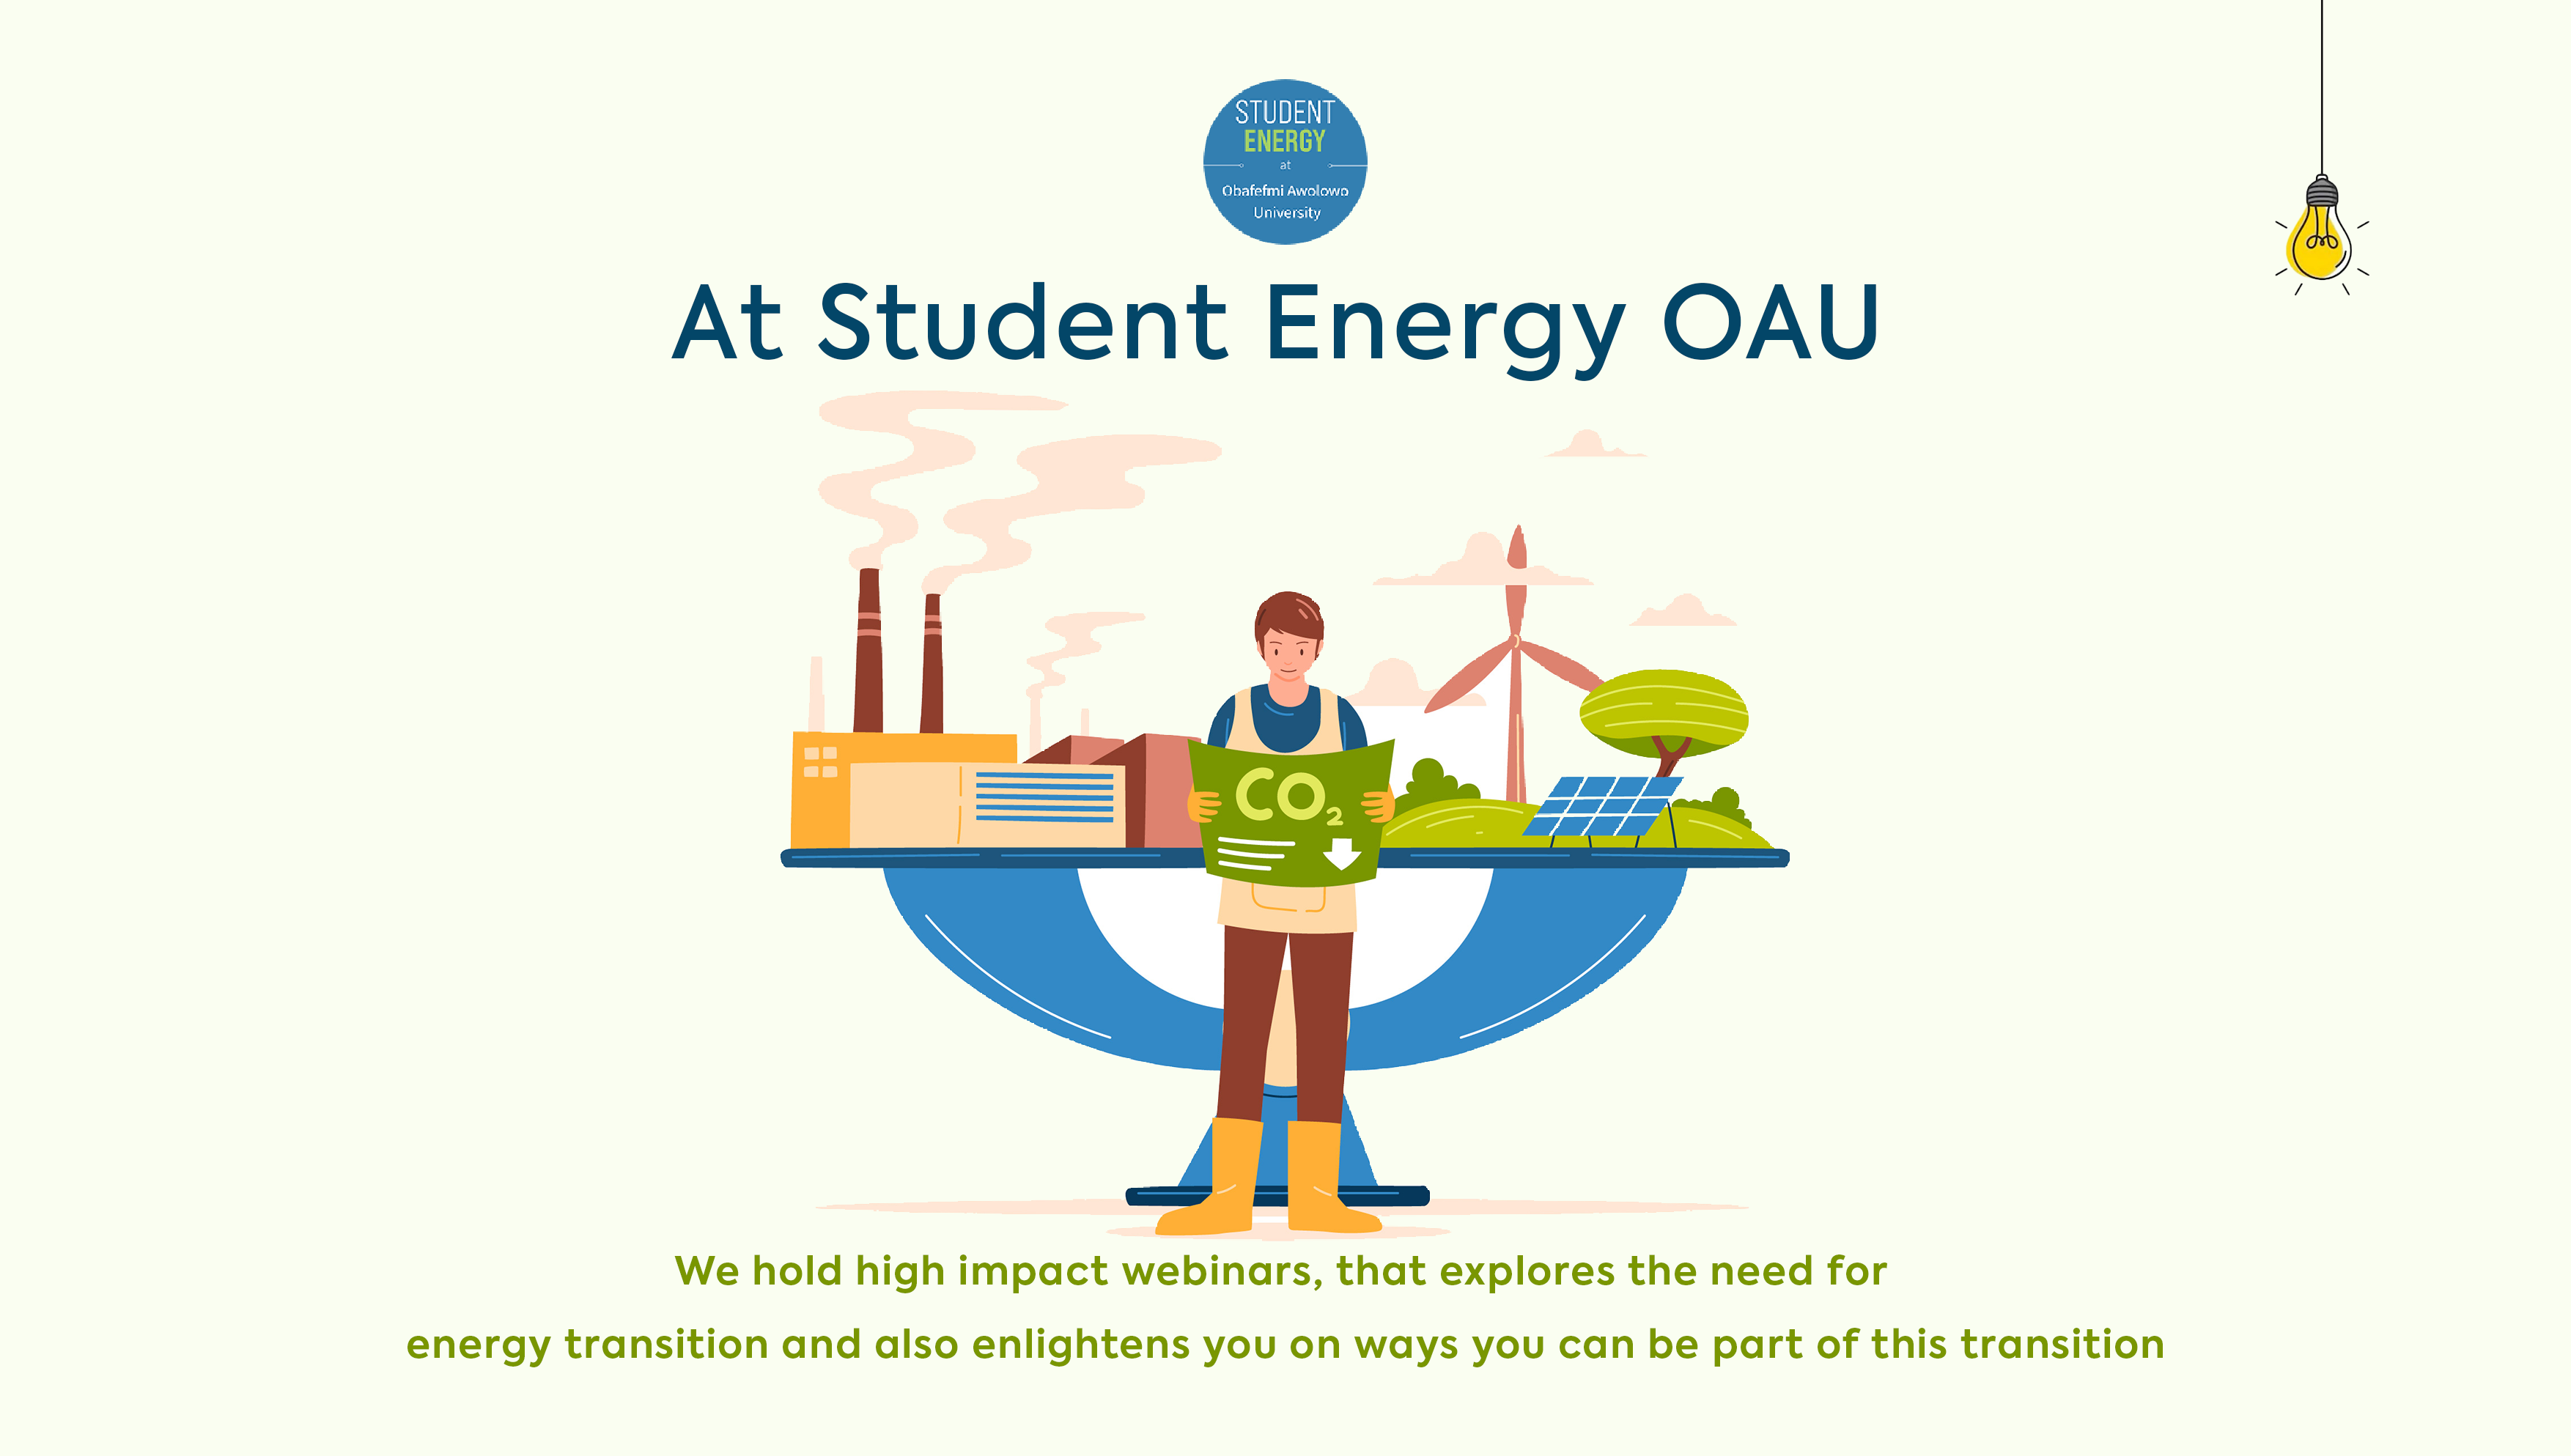 STUDENT
ENERGY
at
Obafefmi Awolowo
University
At Student Energy OAU
CO₂
We hold high impact webinars, that explores the need for
energy transition and also enlightens you on ways you can be part of this transition